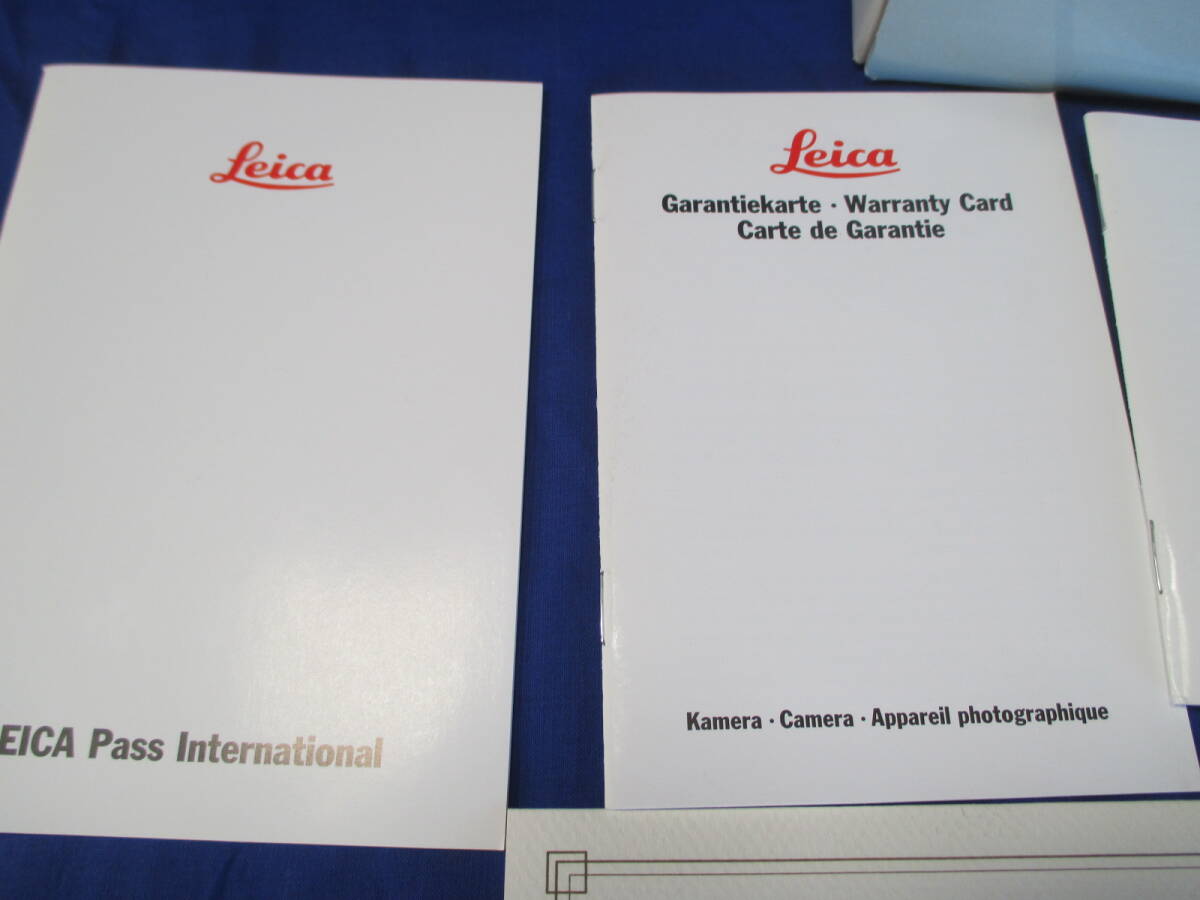 Leica
EICA Pass International
Leica
Garantiekarte · Warranty Card
Carte de Garantie
Kamera · Camera · Appareil photographique